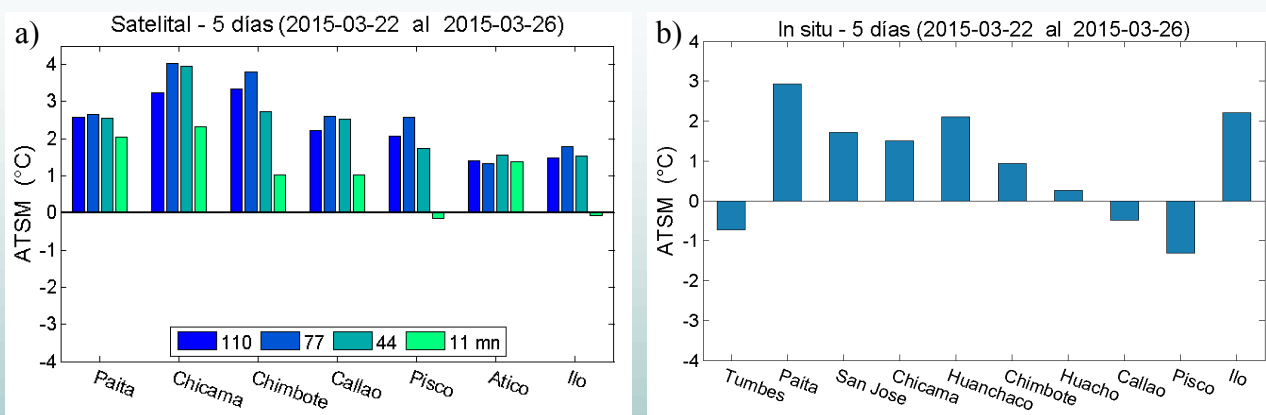 a)
Satelital - 5 días (2015-03-22 al 2015-03-26)
ATSM (°C)
4
3
2
1
0
-1
-2
-3
-4
110 77 44 11 mn
Paita Chicama Chimbote Callao Pisco Atico Ilo
b)
In situ - 5 días (2015-03-22 al 2015-03-26)
ATSM (°C)
4
3
2
1
0
-1
-2
-3
-4
Tumbes Paita San Jose Chicama Huanchaco Chimbote Huacho Callao Pisco Ilo